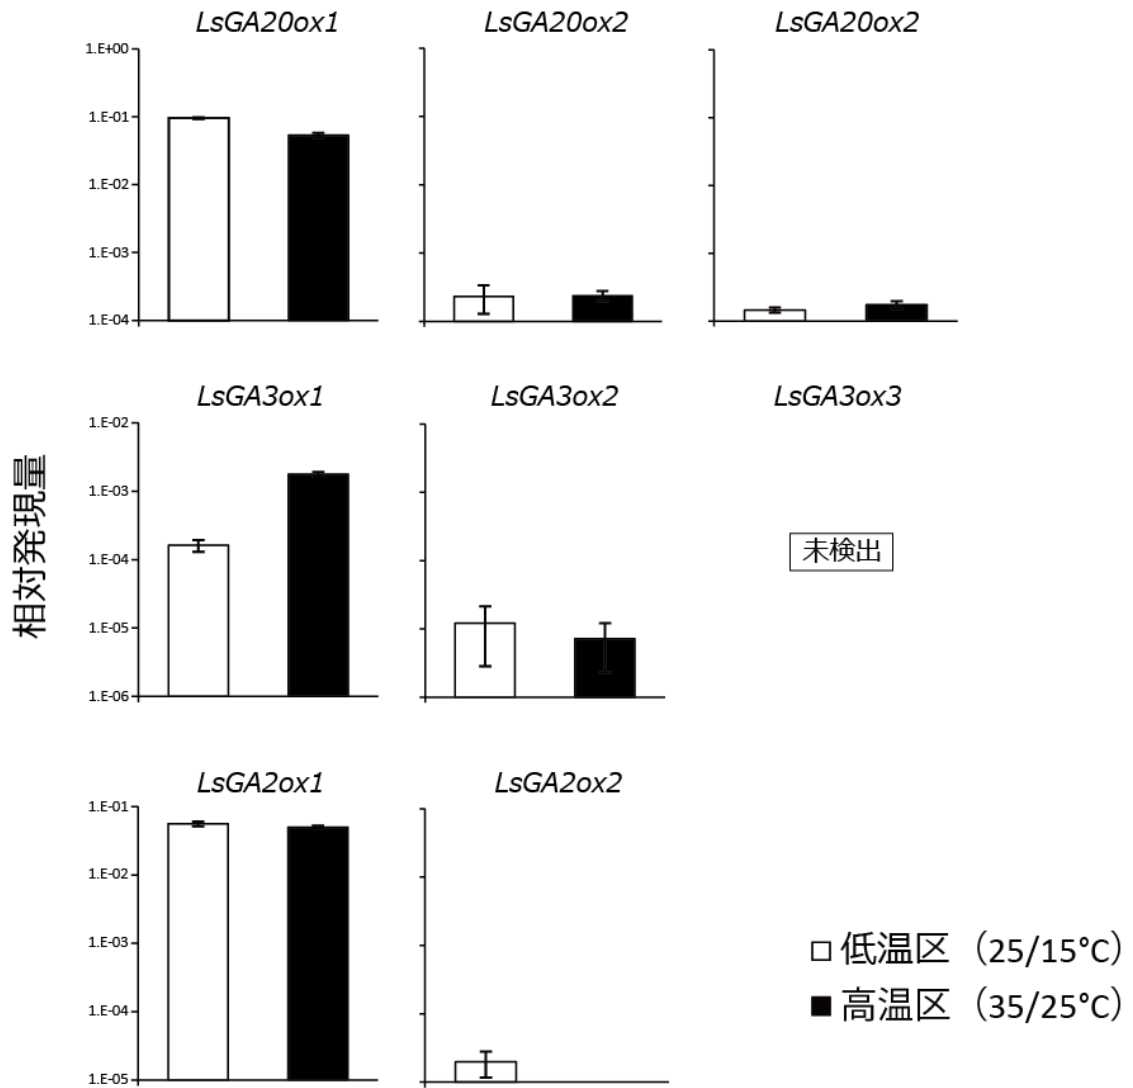 LsGA20ox1
LsGA20ox2
LsGA20ox2
1.E+00
1.E-01
1.E-02
1.E-03
1.E-04
相対発現量
LsGA3ox1
LsGA3ox2
LsGA3ox3
1.E-02
1.E-03
1.E-04
1.E-05
1.E-06
未検出
LsGA2ox1
LsGA2ox2
1.E-01
1.E-02
1.E-03
1.E-04
1.E-05
低温区（25/15°C）
高温区（35/25°C）